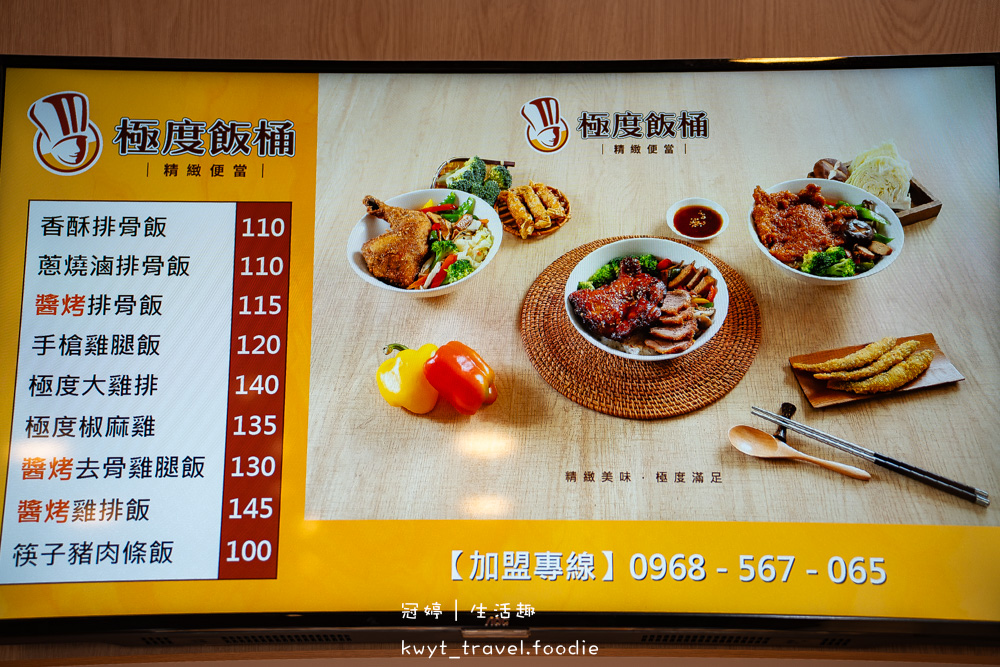 極度飯桶
精緻便當
香酥排骨飯 110
蔥燒滷排骨飯 110
醬烤排骨飯 115
手槍雞腿飯 120
極度大雞排 140
極度椒麻雞 135
醬烤去骨雞腿飯 130
醬烤雞排飯 145
筷子豬肉條飯 100
極度飯桶
精緻便當
精緻美味．極度滿足
【加盟專線】0968 - 567 - 065
冠婷｜生活趣
kwyt_travel.foodie